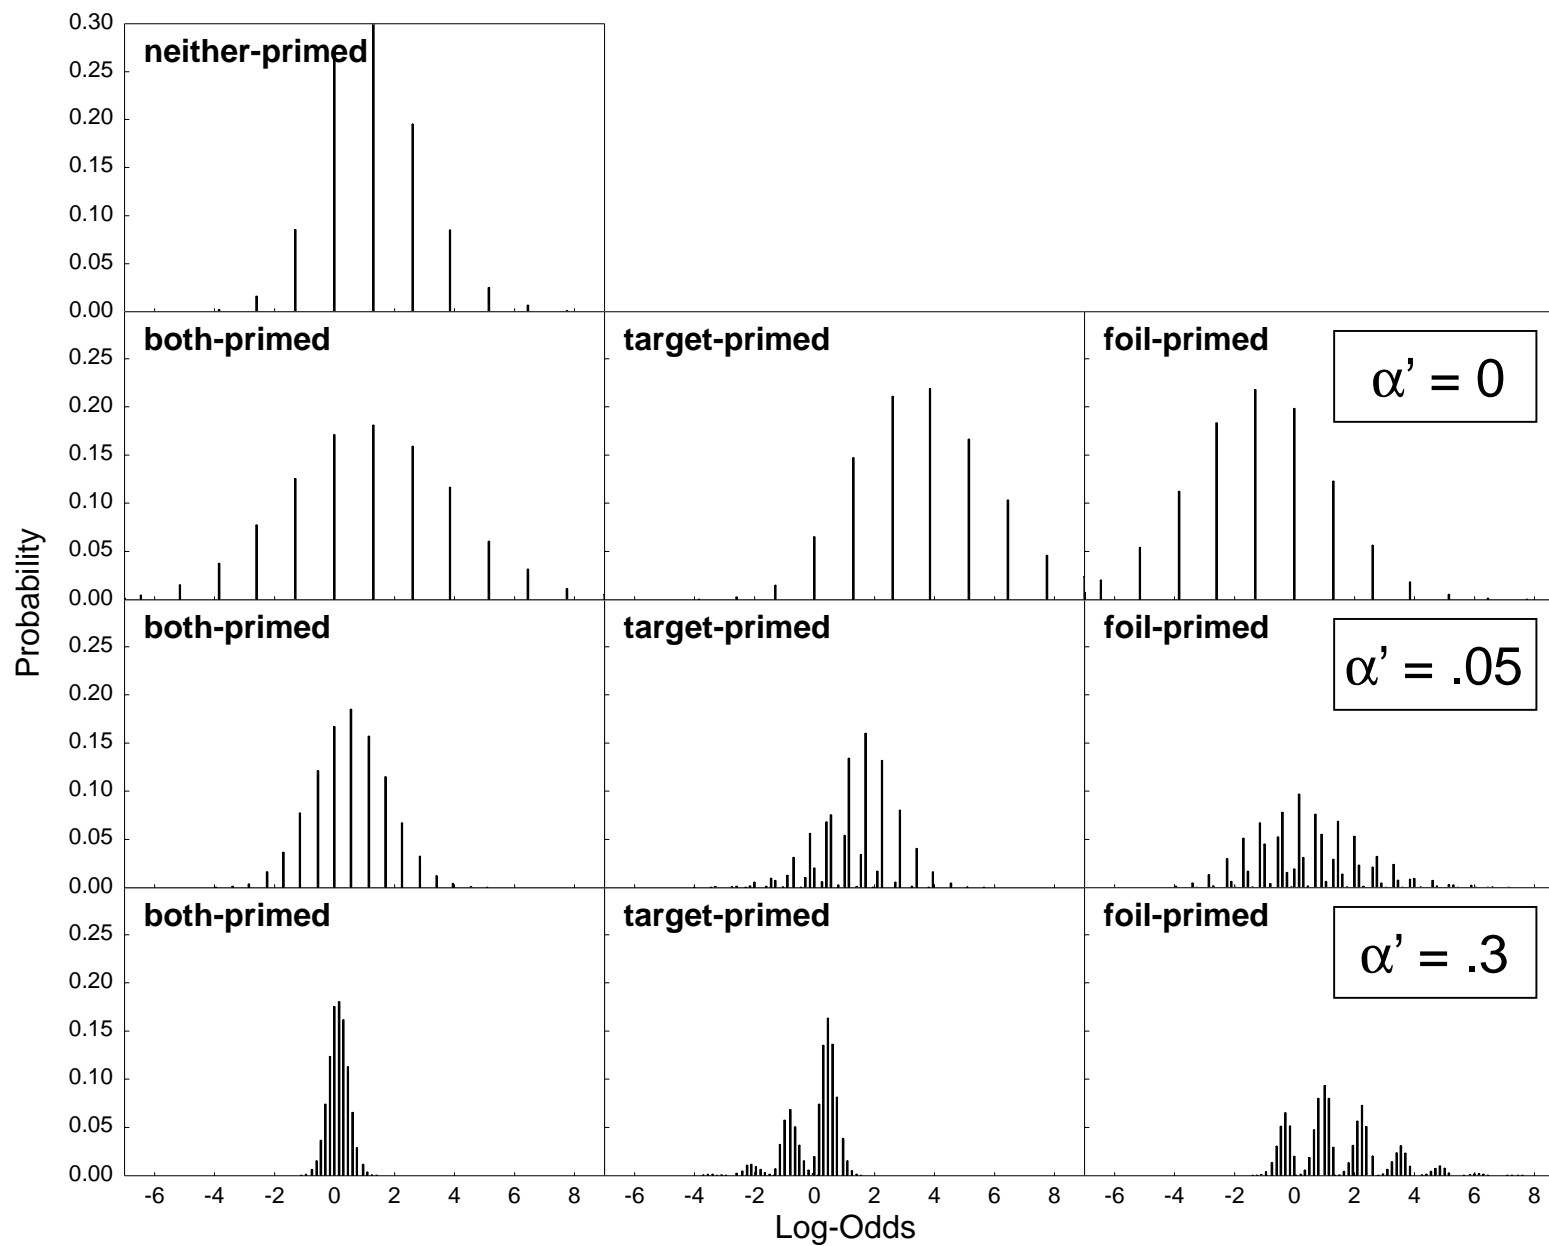 0.30
neither-primed
0.25
0.20
0.15
0.10
0.05
0.00
both-primed
target-primed
foil-primed
α’ = 0
0.25
0.20
0.15
0.10
0.05
0.00
Probability
both-primed
target-primed
foil-primed
α’ = .05
0.25
0.20
0.15
0.10
0.05
0.00
both-primed
target-primed
foil-primed
α’ = .3
0.25
0.20
0.15
0.10
0.05
0.00
-6 -4 -2 0 2 4 6 8 -6 -4 -2 0 2 4 6 8 -6 -4 -2 0 2 4 6 8
Log-Odds